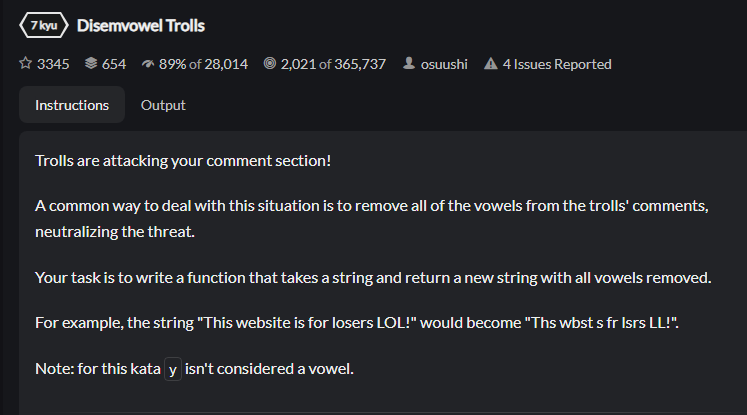 7 kyu Disemvowel Trolls
3345 654 89% of 28,014 2,021 of 365,737 osuushi 4 Issues Reported
Instructions Output
Trolls are attacking your comment section!
A common way to deal with this situation is to remove all of the vowels from the trolls' comments,
neutralizing the threat.
Your task is to write a function that takes a string and return a new string with all vowels removed.
For example, the string "This website is for losers LOL!" would become "Ths wbst s fr lsrs LL!".
Note: for this kata y isn't considered a vowel.